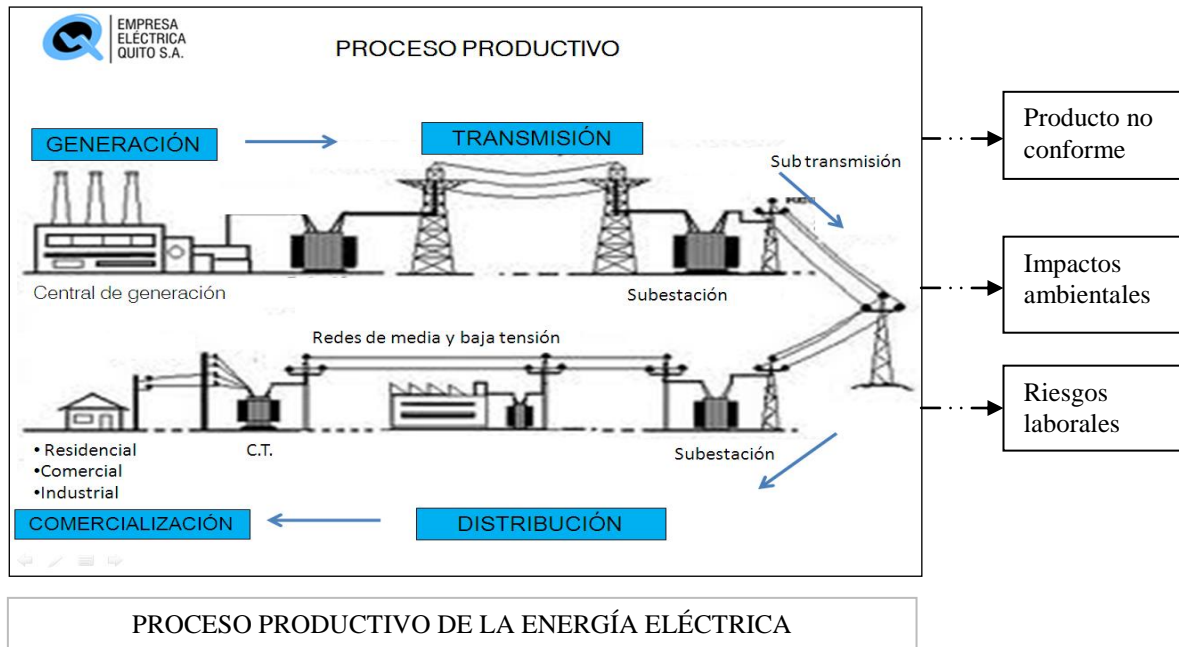 EMPRESA
ELÉCTRICA
QUITO S.A.
PROCESO PRODUCTIVO
GENERACIÓN
TRANSMISIÓN
Sub transmisión
Central de generación
Subestación
Redes de media y baja tensión
• Residencial
•Comercial
•Industrial
C.T.
Subestación
COMERCIALIZACIÓN
DISTRIBUCIÓN
Producto no
conforme
Impactos
ambientales
Riesgos
laborales
PROCESO PRODUCTIVO DE LA ENERGÍA ELÉCTRICA